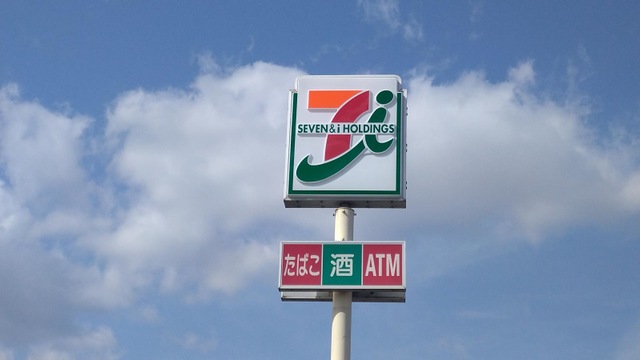 7i
SEVEN & i HOLDINGS
たばこ 酒 ATM